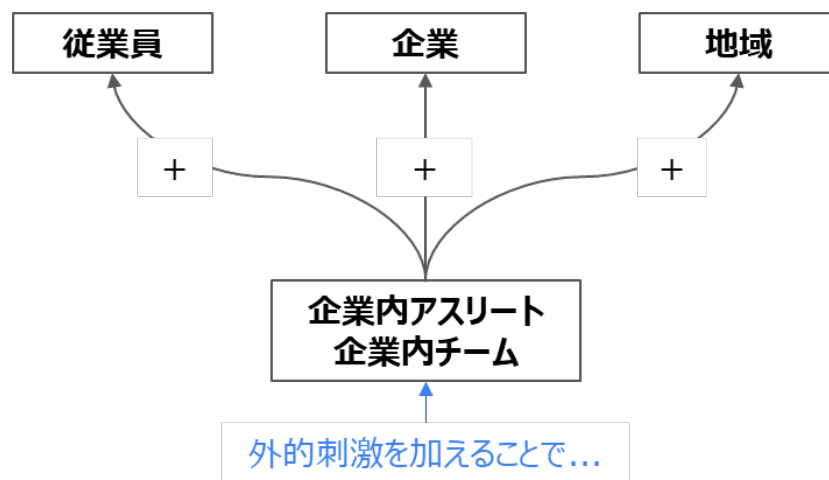 従業員
企業
地域
+
+
+
企業内アスリート
企業内チーム
外的刺激を加えることで...